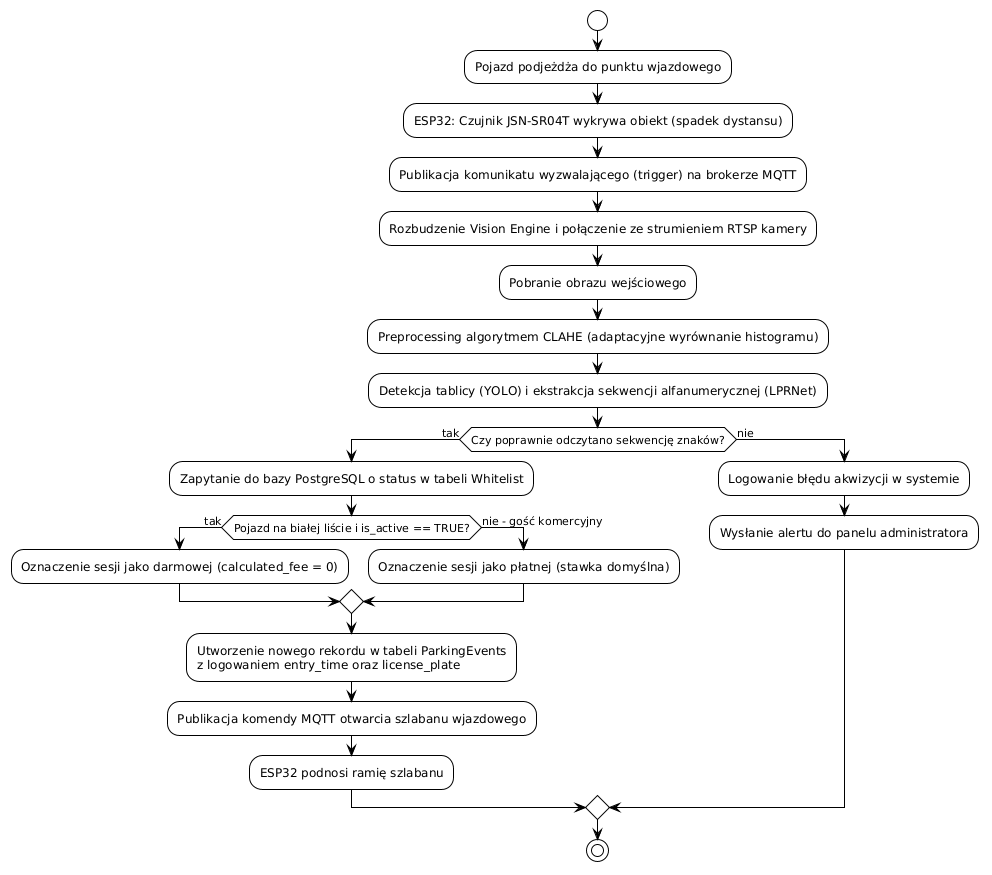 Pojazd podjeżdża do punktu wjazdowego
ESP32: Czujnik JSN-SR04T wykrywa obiekt (spadek dystansu)
Publikacja komunikatu wyzwalającego (trigger) na brokerze MQTT
Rozbudzenie Vision Engine i połączenie ze strumieniem RTSP kamery
Pobranie obrazu wejściowego
Preprocessing algorytmem CLAHE (adaptacyjne wyrównanie histogramu)
Detekcja tablicy (YOLO) i ekstrakcja sekwencji alfanumerycznej (LPRNet)
tak
Czy poprawnie odczytano sekwencję znaków?
nie
Zapytanie do bazy PostgreSQL o status w tabeli Whitelist
Logowanie błędu akwizycji w systemie
tak
Pojazd na białej liście i is_active == TRUE?
nie - gość komercyjny
Wysłanie alertu do panelu administratora
Oznaczenie sesji jako darmowej (calculated_fee = 0)
Oznaczenie sesji jako płatnej (stawka domyślna)
Utworzenie nowego rekordu w tabeli ParkingEvents
z logowaniem entry_time oraz license_plate
Publikacja komendy MQTT otwarcia szlabanu wjazdowego
ESP32 podnosi ramię szlabanu